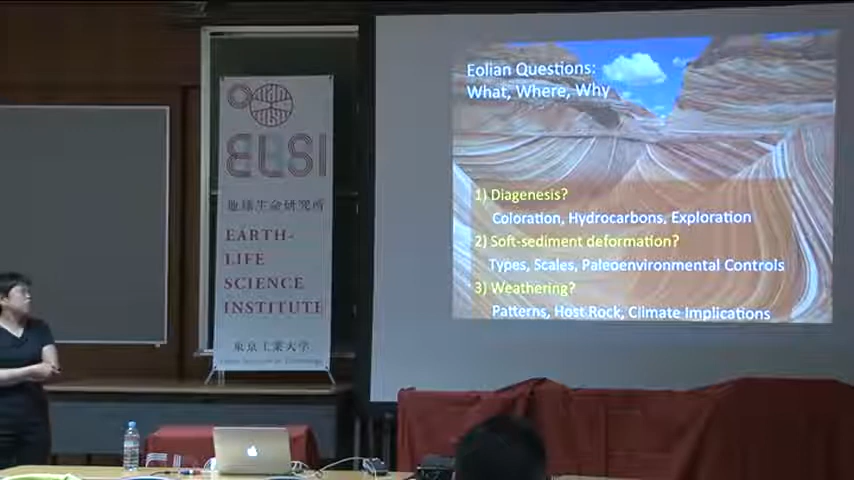 ELSI
地球生命研究所
EARTH-
LIFE
SCIENCE
INSTITUTE
東京工業大学
Eolian Questions:
What, Where, Why
1) Diagenesis?
Coloration, Hydrocarbons, Exploration
2) Soft-sediment deformation?
Types, Scales, Paleoenvironmental Controls
3) Weathering?
Patterns, Host Rock, Climate Implications